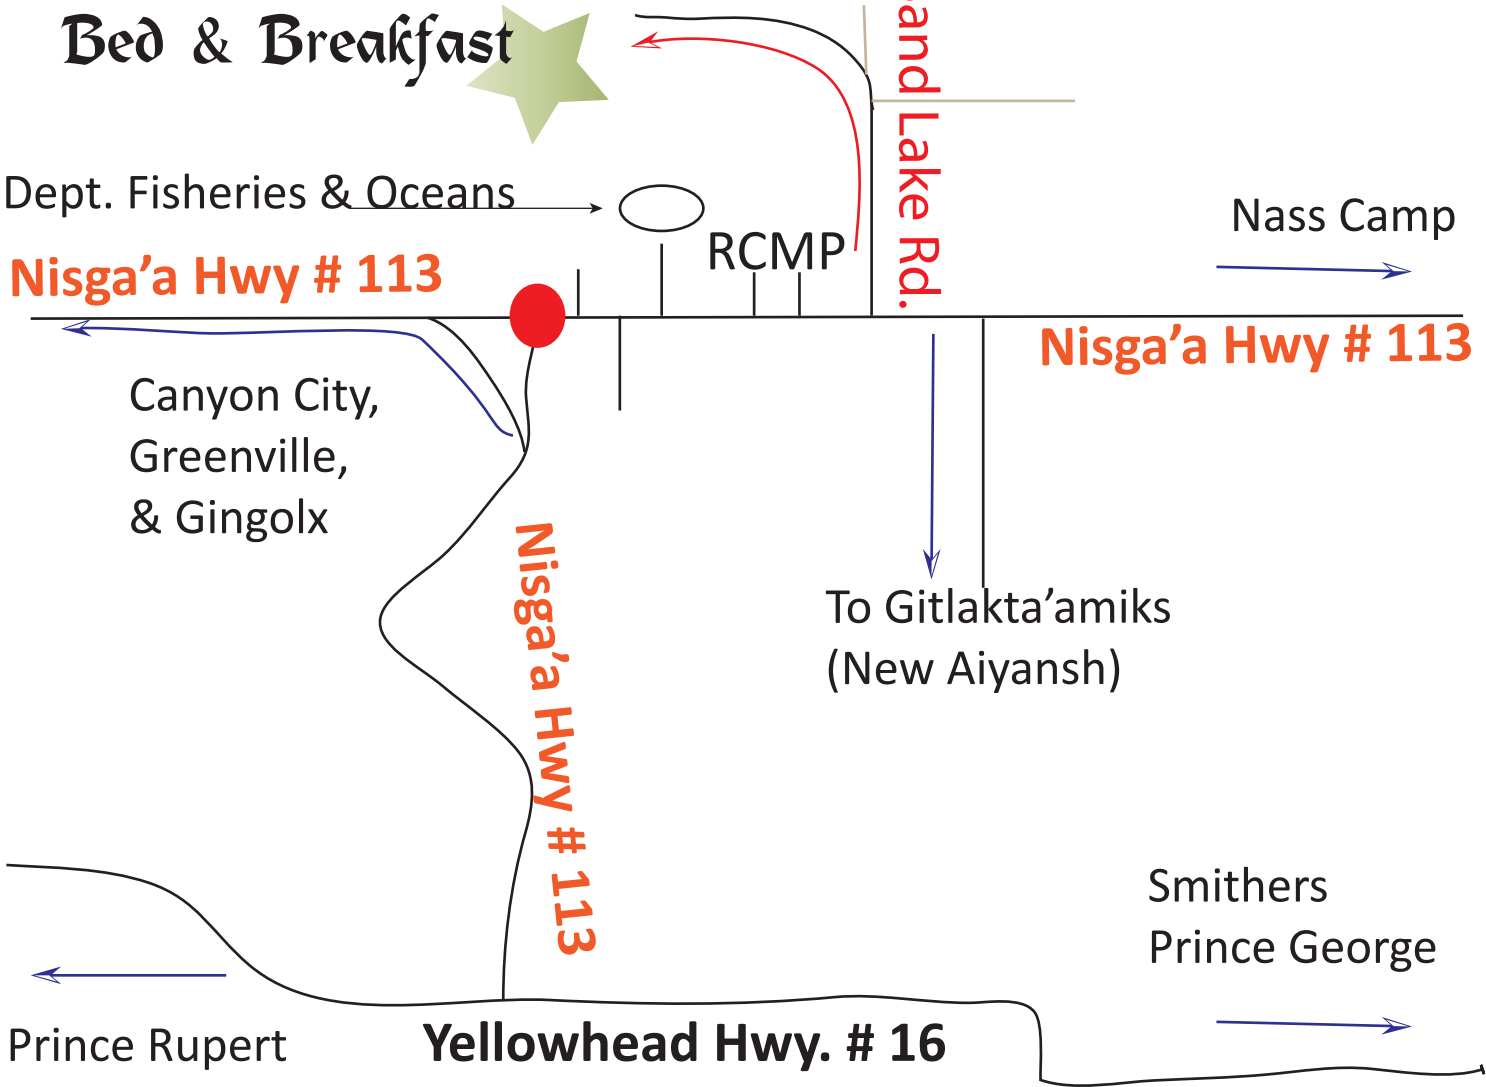 Bed & Breakfast
and Lake Rd.
Dept. Fisheries & Oceans
RCMP
Nass Camp
Nisga’a Hwy # 113
Nisga’a Hwy # 113
Canyon City,
Greenville,
& Gingolx
Nisga’a Hwy # 113
To Gitlakta’amiks
(New Aiyansh)
Smithers
Prince George
Prince Rupert
Yellowhead Hwy. # 16